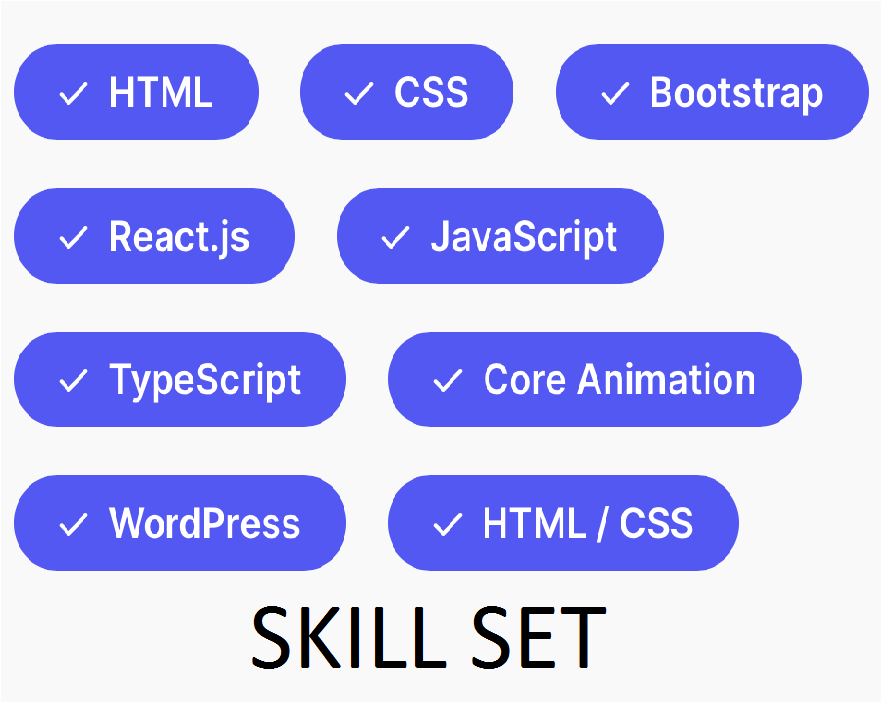 HTML CSS Bootstrap
React.js JavaScript
TypeScript Core Animation
WordPress HTML / CSS
SKILL SET